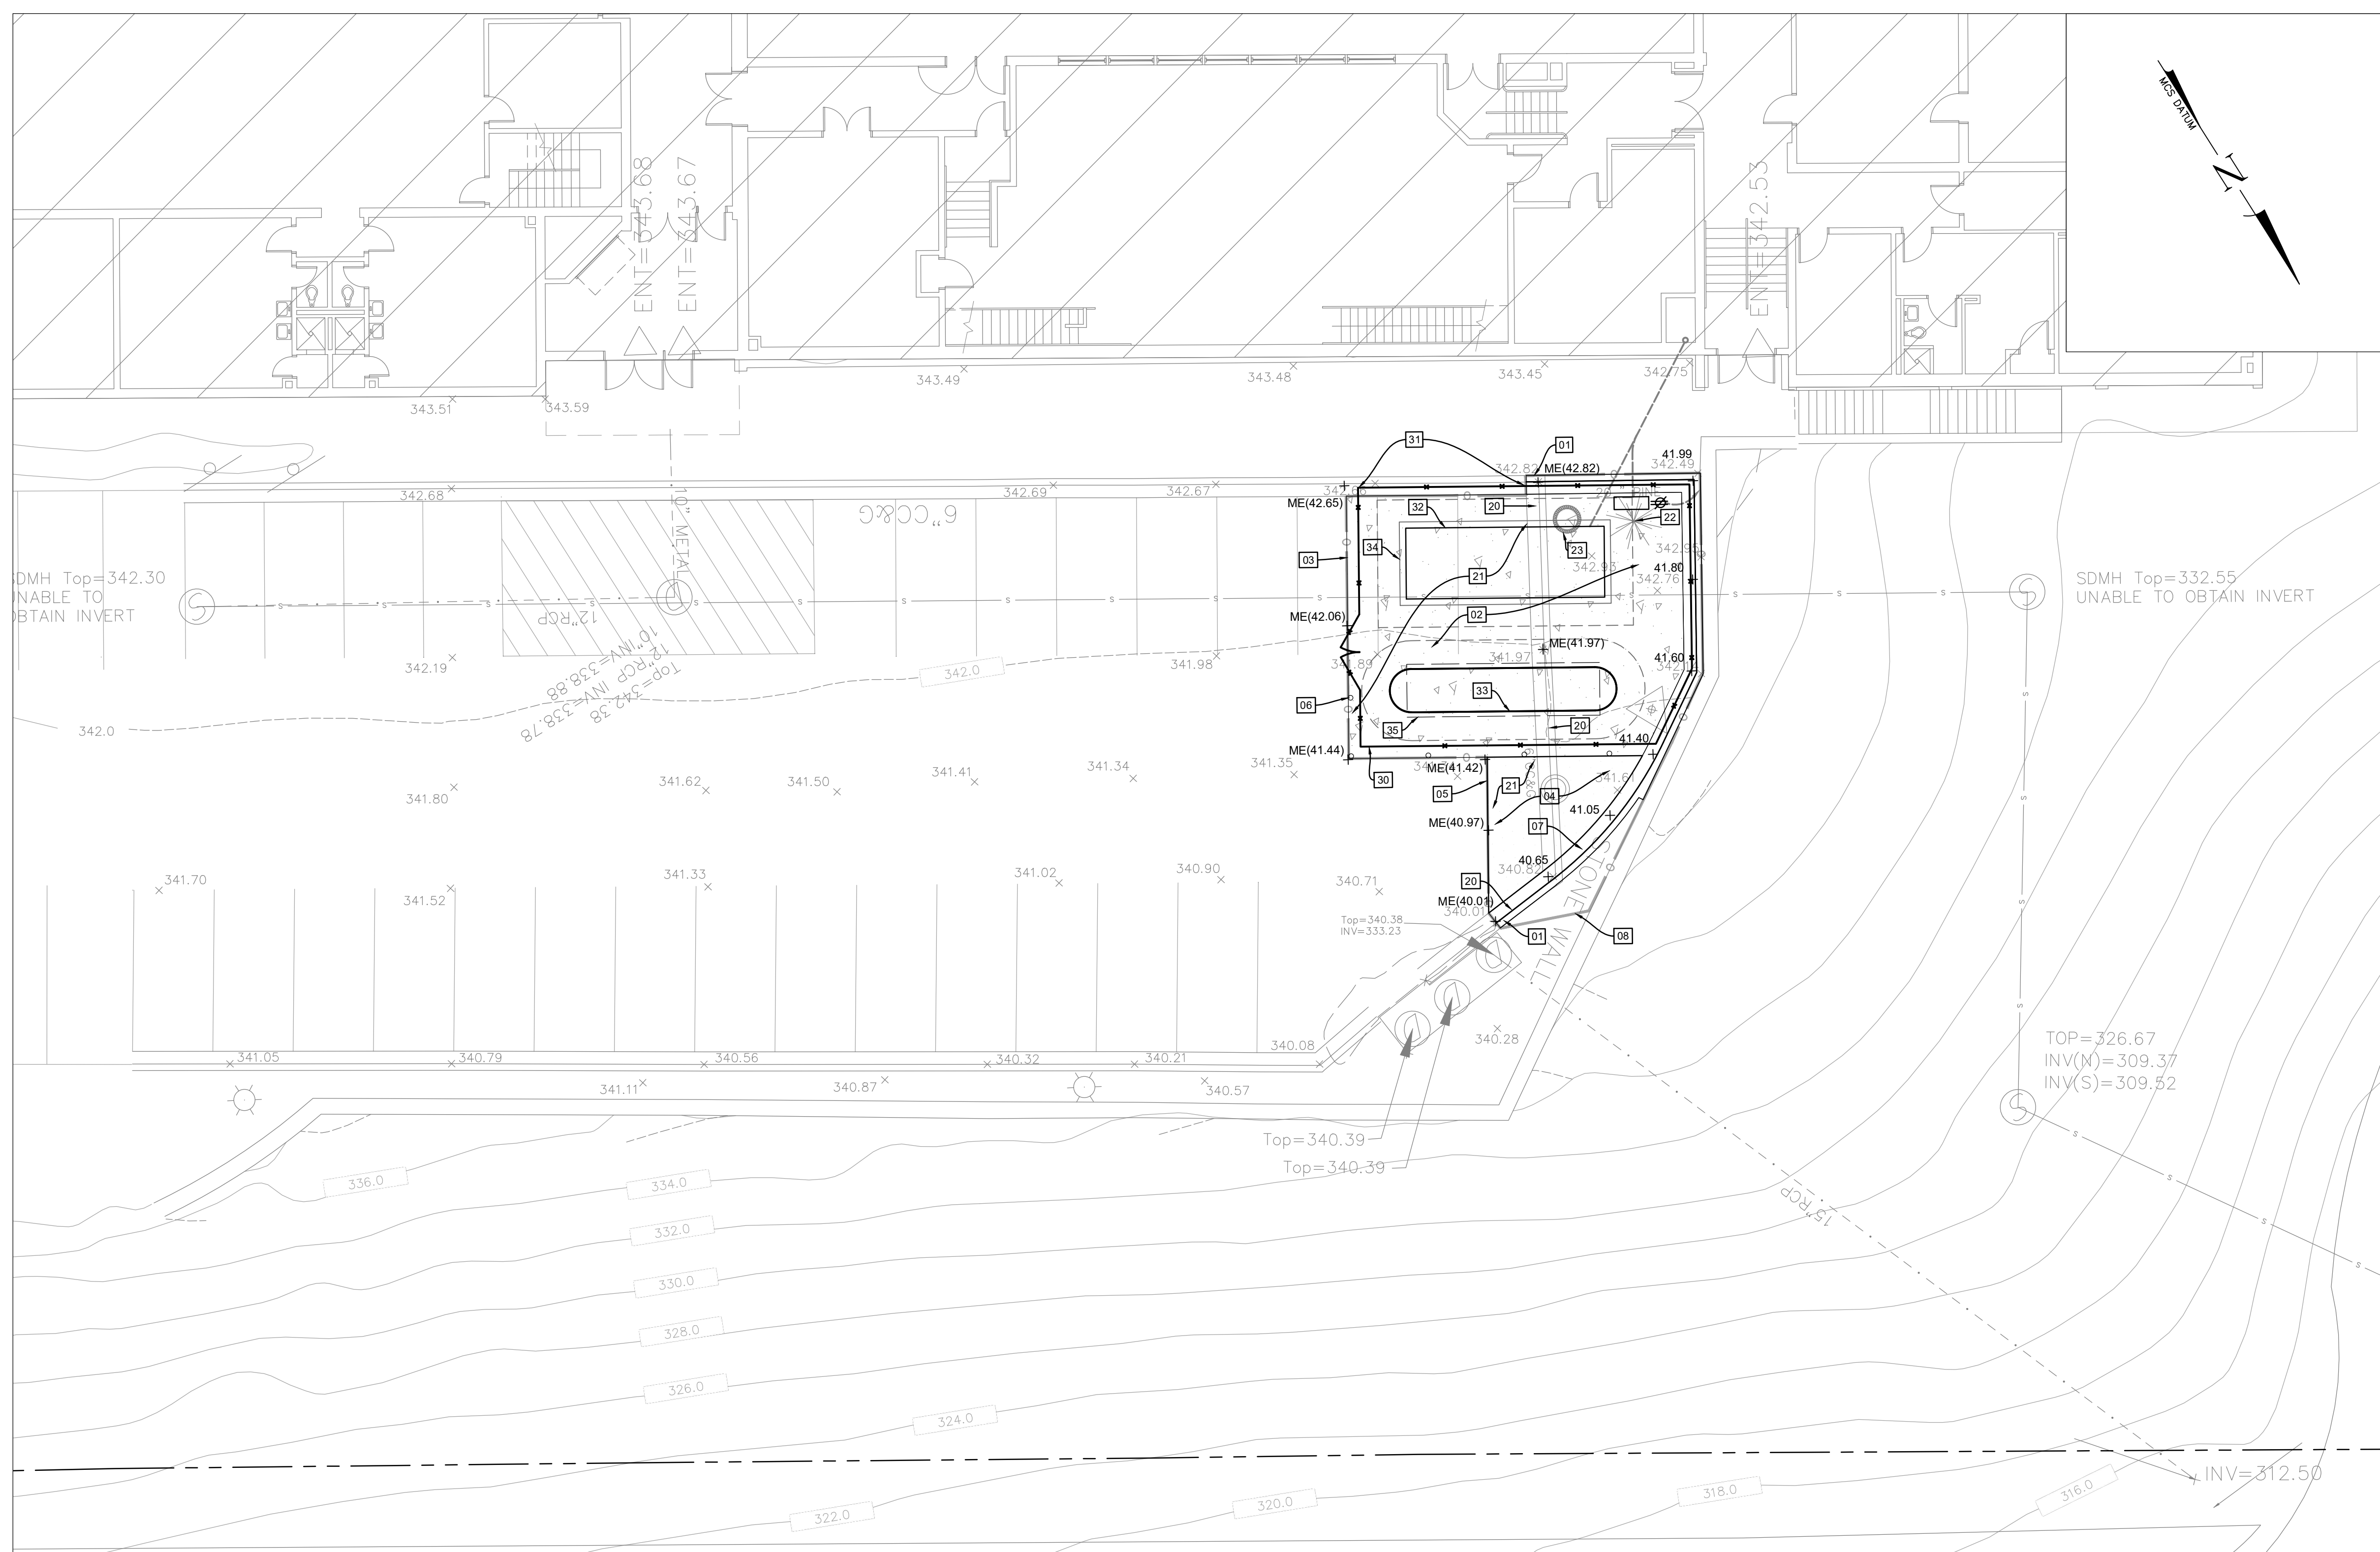 MCS DATUM
N
ENT=343.68
ENT=343.67
ENT=342.53
343.51
343.59
343.49
343.48
343.45
342.75
31
01
41.99
342.49
342.82
ME(42.82)
342.68
342.69
342.67
342.66
ME(42.65)
32
20
22
6"CC&G
10" METAL
03
34
23
342.93
41.80
342.76
SDMH Top=342.30
UNABLE TO
OBTAIN INVERT
12"RCP
21
SDMH Top=332.55
UNABLE TO OBTAIN INVERT
ME(42.06)
02
ME(41.97)
341.97
41.60
342.19
341.98
341.89
342.0
Top=342.38
12"RCP INV=338.78
10"INV=338.88
342.0
06
33
35
20
41.40
ME(41.44)
ME(41.42)
30
341.80
341.62
341.50
341.41
341.34
341.35
341.61
05
21
04
41.05
ME(40.97)
07
40.65
340.82
341.70
341.52
341.33
341.02
340.90
340.71
20
ME(40.01)
340.01
Top=340.38
INV=333.23
01
08
STONE WALL
340.28
341.05
340.79
340.56
340.32
340.21
340.08
341.11
340.87
340.57
TOP=326.67
INV(N)=309.37
INV(S)=309.52
Top=340.39
Top=340.39
15"RCP
336.0
334.0
332.0
330.0
328.0
326.0
324.0
322.0
320.0
318.0
316.0
INV=312.50